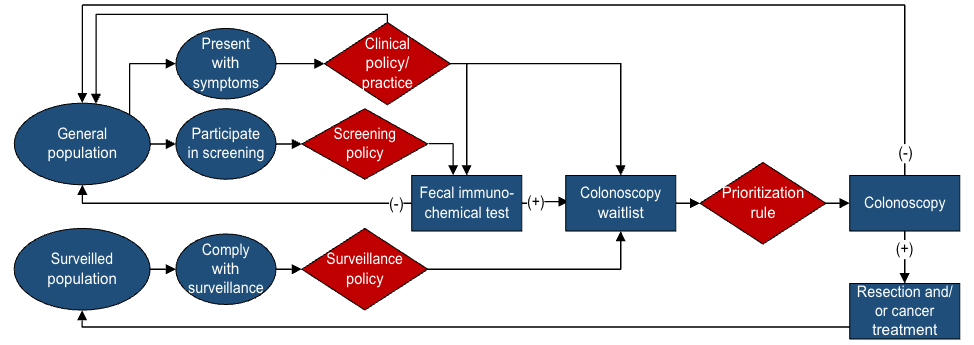 Present
with
symptoms
Clinical
policy/
practice
General
population
Participate
in screening
Screening
policy
(-)
Fecal immuno-
chemical test
(+)
Colonoscopy
waitlist
Prioritization
rule
(-)
Colonoscopy
(+)
Surveilled
population
Comply
with
surveillance
Surveillance
policy
Resection and/
or cancer
treatment